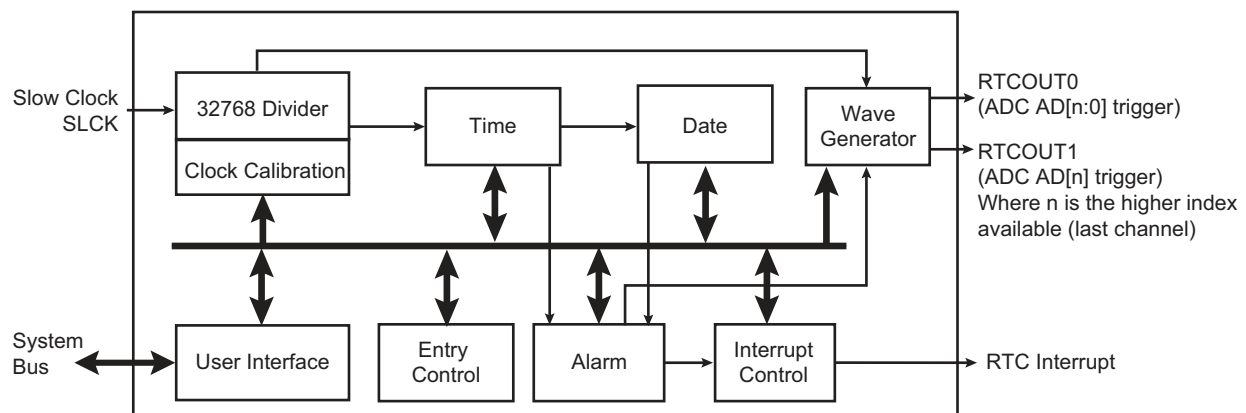 Slow Clock
SLCK
32768 Divider
Clock Calibration
Time
Date
Wave
Generator
RTCOUT0
(ADC AD[n:0] trigger)
RTCOUT1
(ADC AD[n] trigger)
Where n is the higher index
available (last channel)
System
Bus
User Interface
Entry
Control
Alarm
Interrupt
Control
RTC Interrupt